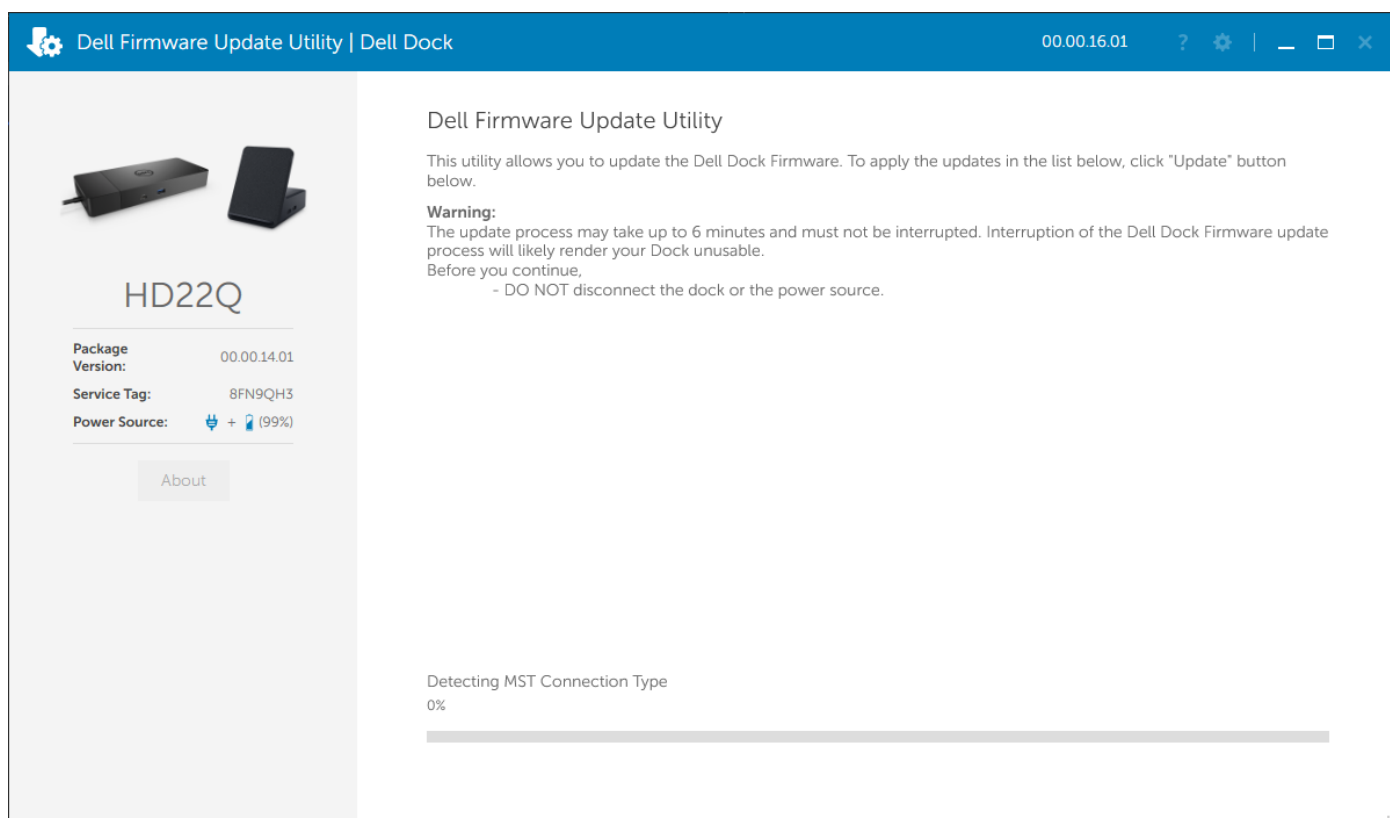 Dell Firmware Update Utility | Dell Dock
00.00.16.01
?
HD22Q
Package
Version:
00.00.14.01
Service Tag: 8FN9QH3
Power Source: + (99%)
About
Dell Firmware Update Utility
This utility allows you to update the Dell Dock Firmware. To apply the updates in the list below, click "Update" button
below.
Warning:
The update process may take up to 6 minutes and must not be interrupted. Interruption of the Dell Dock Firmware update
process will likely render your Dock unusable.
Before you continue,
- DO NOT disconnect the dock or the power source.
Detecting MST Connection Type
0%